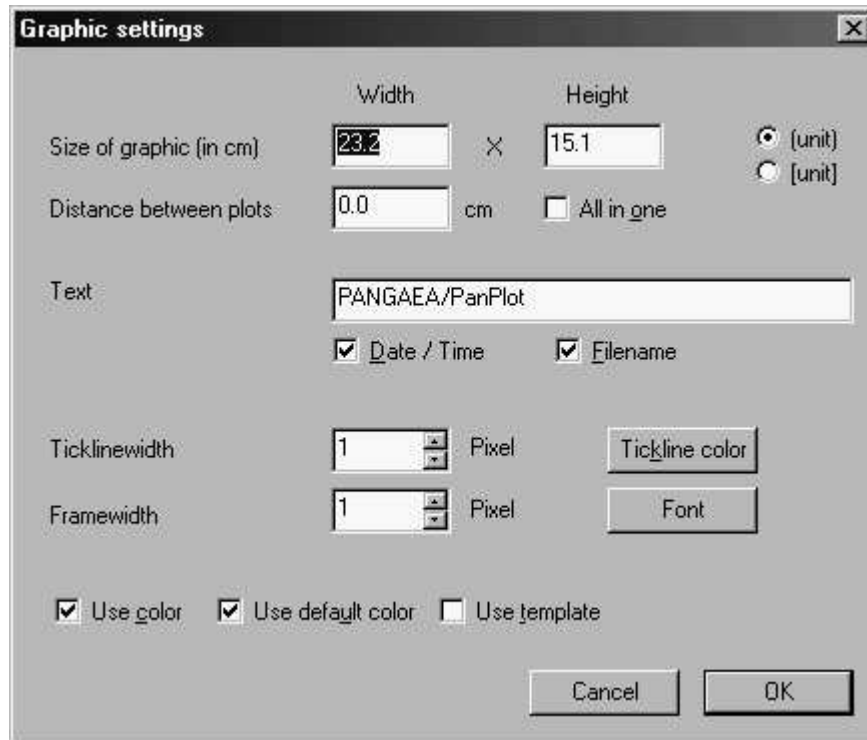 Graphic settings
Width Height
Size of graphic (in cm) 23.2 X 15.1 (unit)
[unit]
Distance between plots 0.0 cm All in one
Text PANGAEA/PanPlot
Date / Time Filename
Ticklinewidth 1 Pixel Tickline color
Framewidth 1 Pixel Font
Use color Use default color Use template
Cancel OK